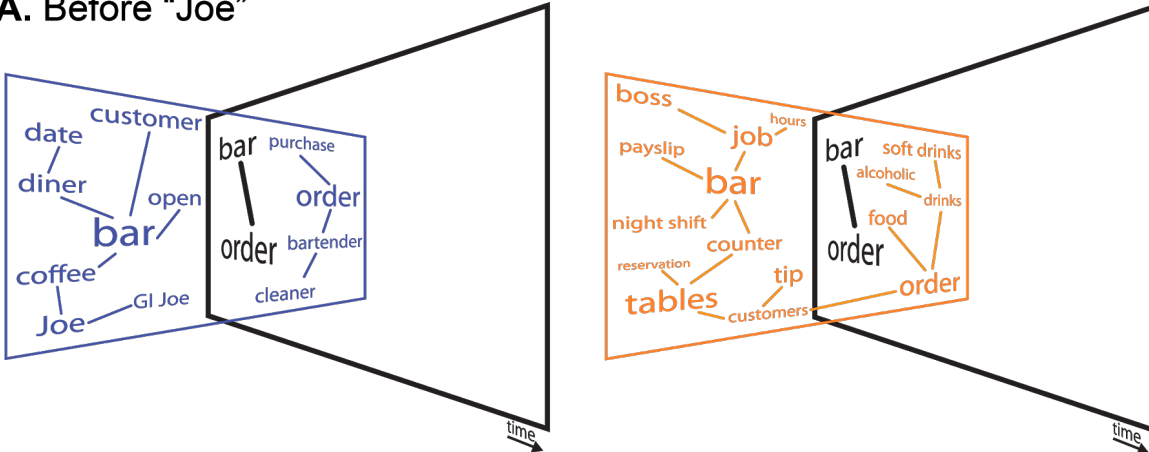 A. Before "Joe"
customer
date
diner
open
bar
coffee
GI Joe
Joe
bar
purchase
order
order
bartender
cleaner
time
boss
hours
job
payslip
bar
night shift
counter
reservation
tip
tables
customers
bar
soft drinks
alcoholic
drinks
food
order
order
time